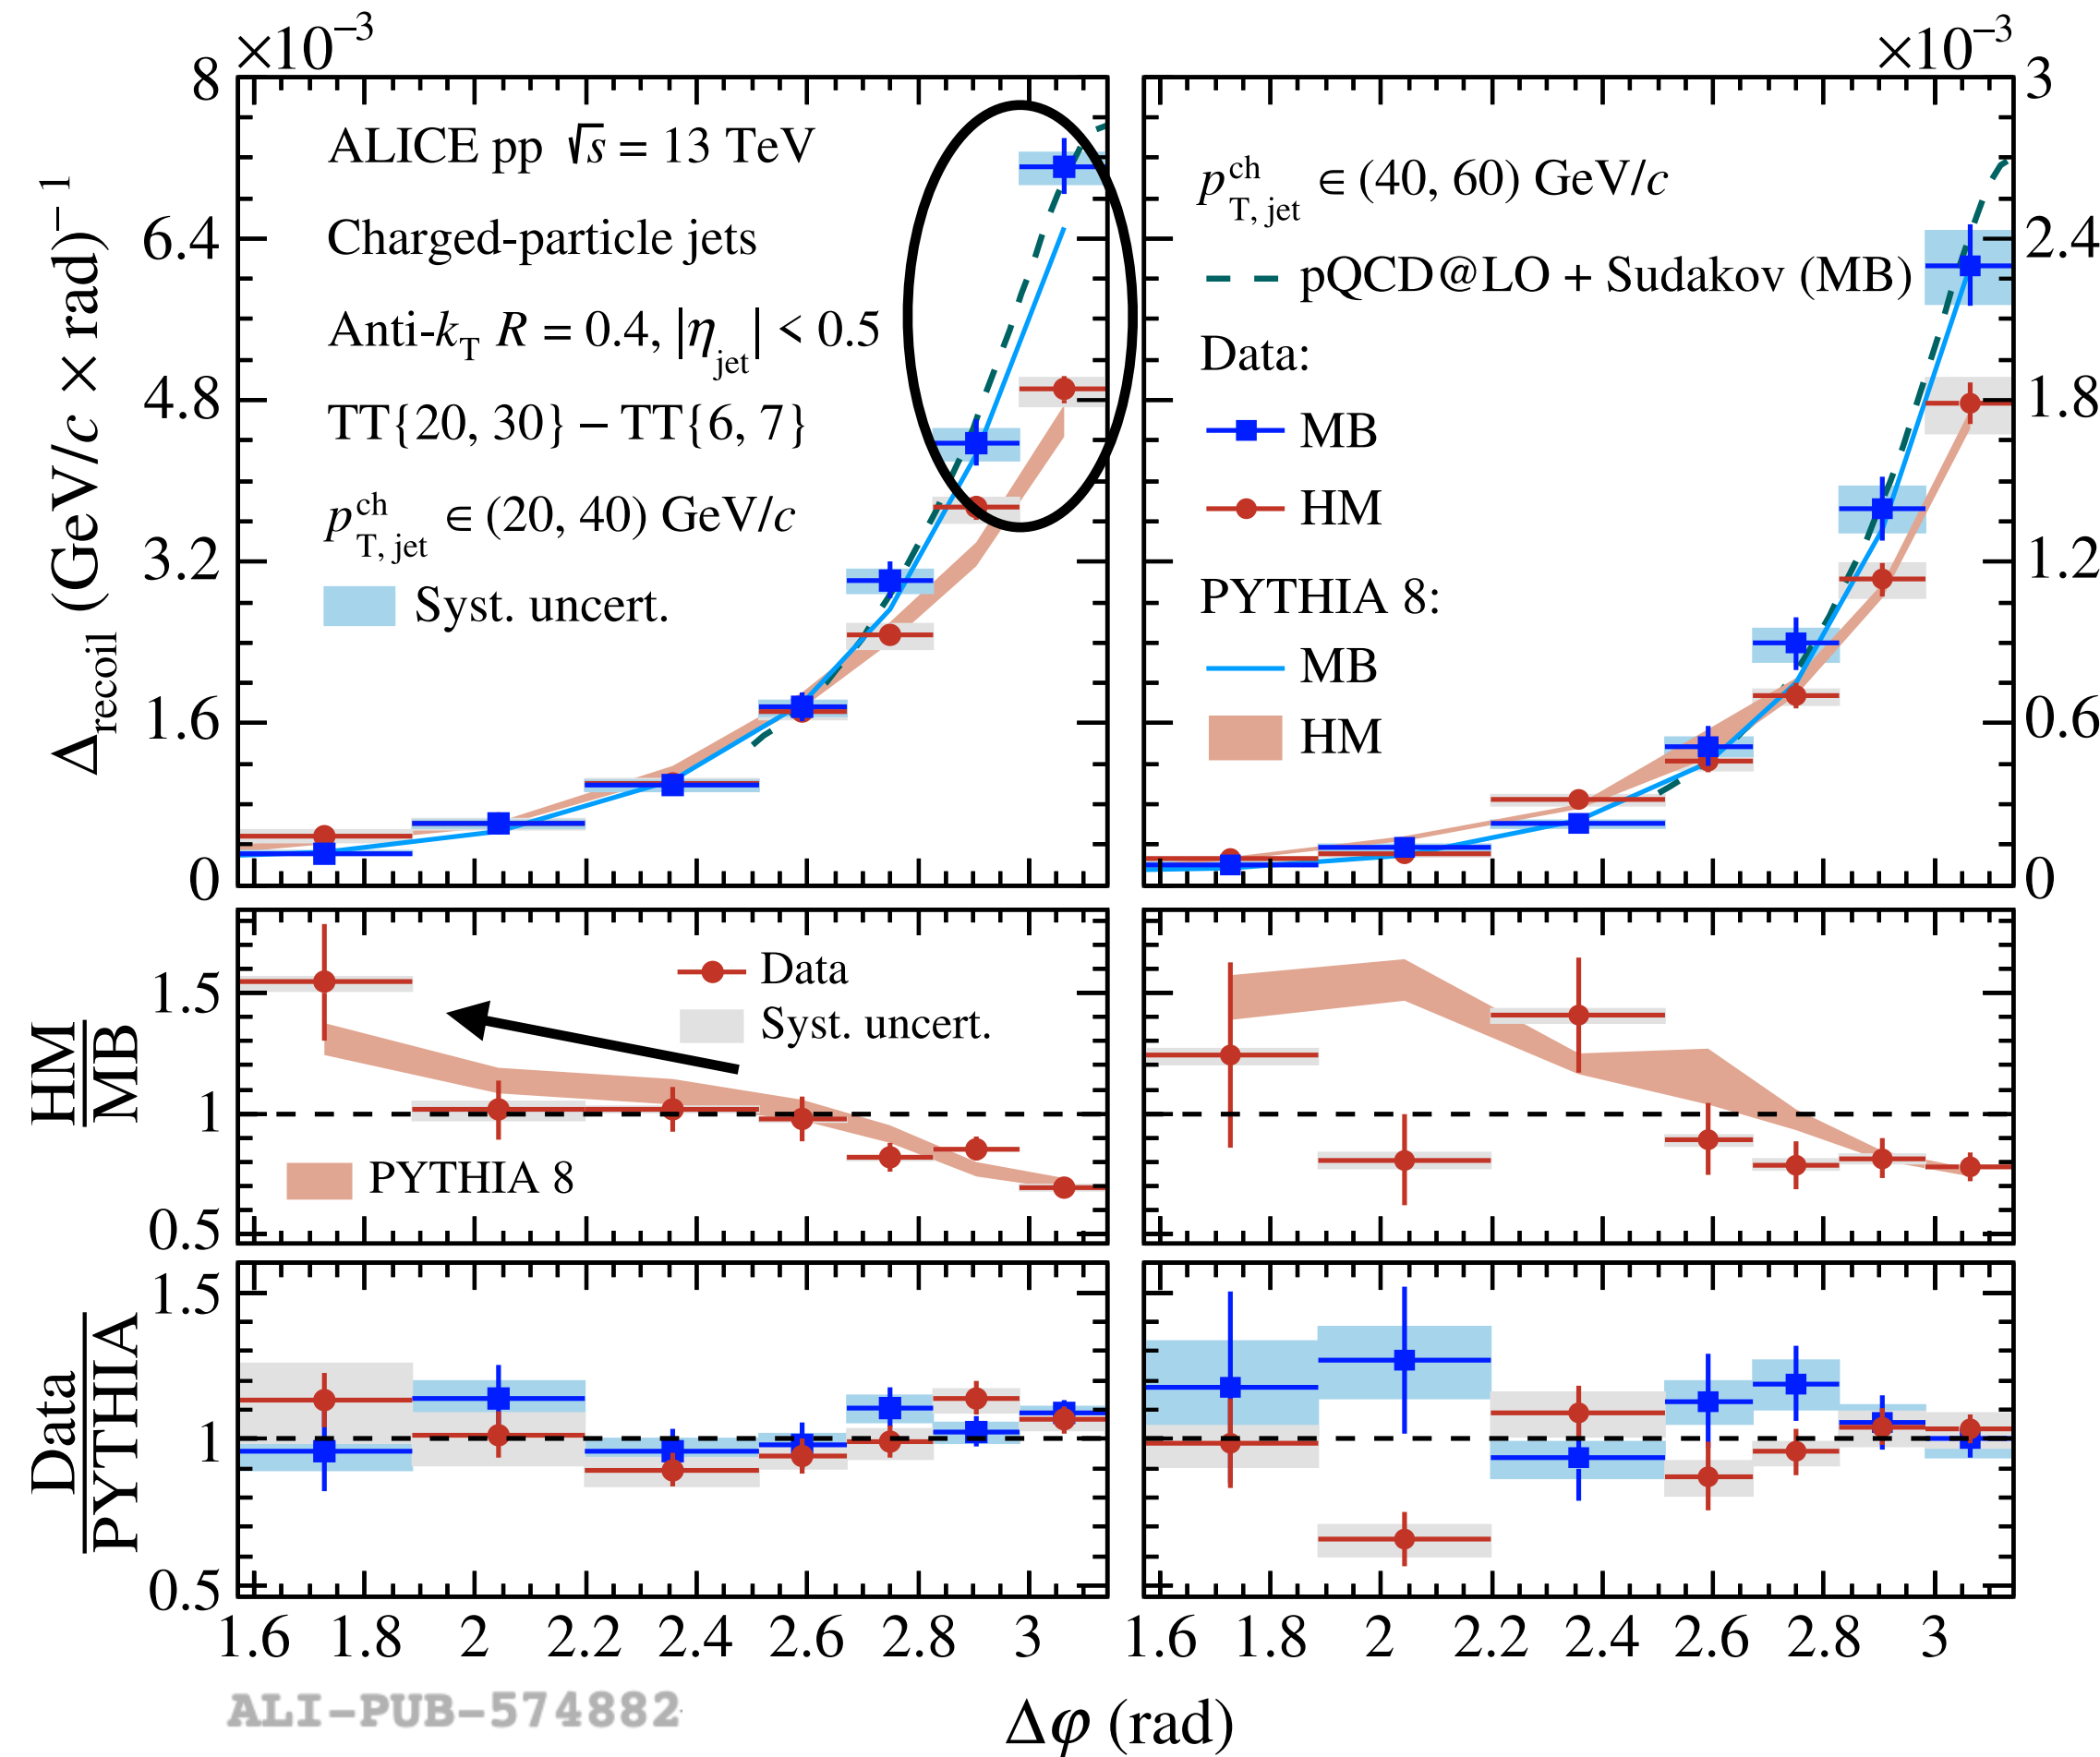 ×10⁻³
×10⁻³
8
6.4
4.8
3.2
1.6
0
Δrecoil (GeV/c × rad)⁻¹
ALICE pp √s = 13 TeV
Charged-particle jets
Anti-kT R = 0.4, |ηjet| < 0.5
TT{20, 30} − TT{6, 7}
p^ch_T, jet ∈ (20, 40) GeV/c
Syst. uncert.
p^ch_T, jet ∈ (40, 60) GeV/c
pQCD@LO + Sudakov (MB)
Data:
MB
HM
PYTHIA 8:
MB
HM
3
2.4
1.8
1.2
0.6
0
HM
MB
1.5
1
0.5
Data
Syst. uncert.
PYTHIA 8
Data
PYTHIA
1.5
1
0.5
1.6 1.8 2 2.2 2.4 2.6 2.8 3
1.6 1.8 2 2.2 2.4 2.6 2.8 3
Δφ (rad)
ALI-PUB-574882